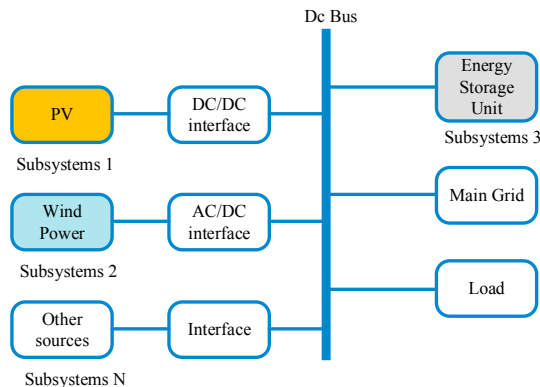 Dc Bus
PV
Subsystems 1
DC/DC
interface
Wind
Power
Subsystems 2
AC/DC
interface
Other
sources
Subsystems N
Interface
Energy
Storage
Unit
Subsystems 3
Main Grid
Load